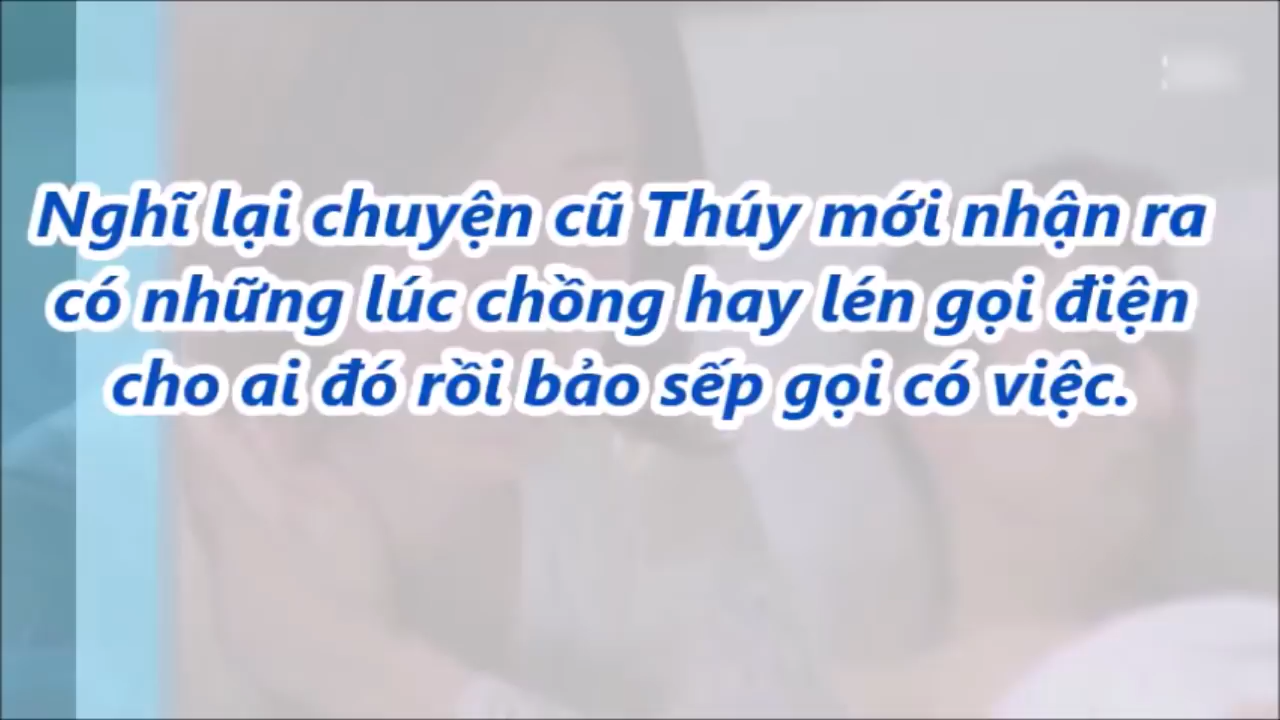 Nghĩ lại chuyện cũ Thúy mới nhận ra
có những lúc chồng hay lén gọi điện
cho ai đó rồi bảo sếp gọi có việc.